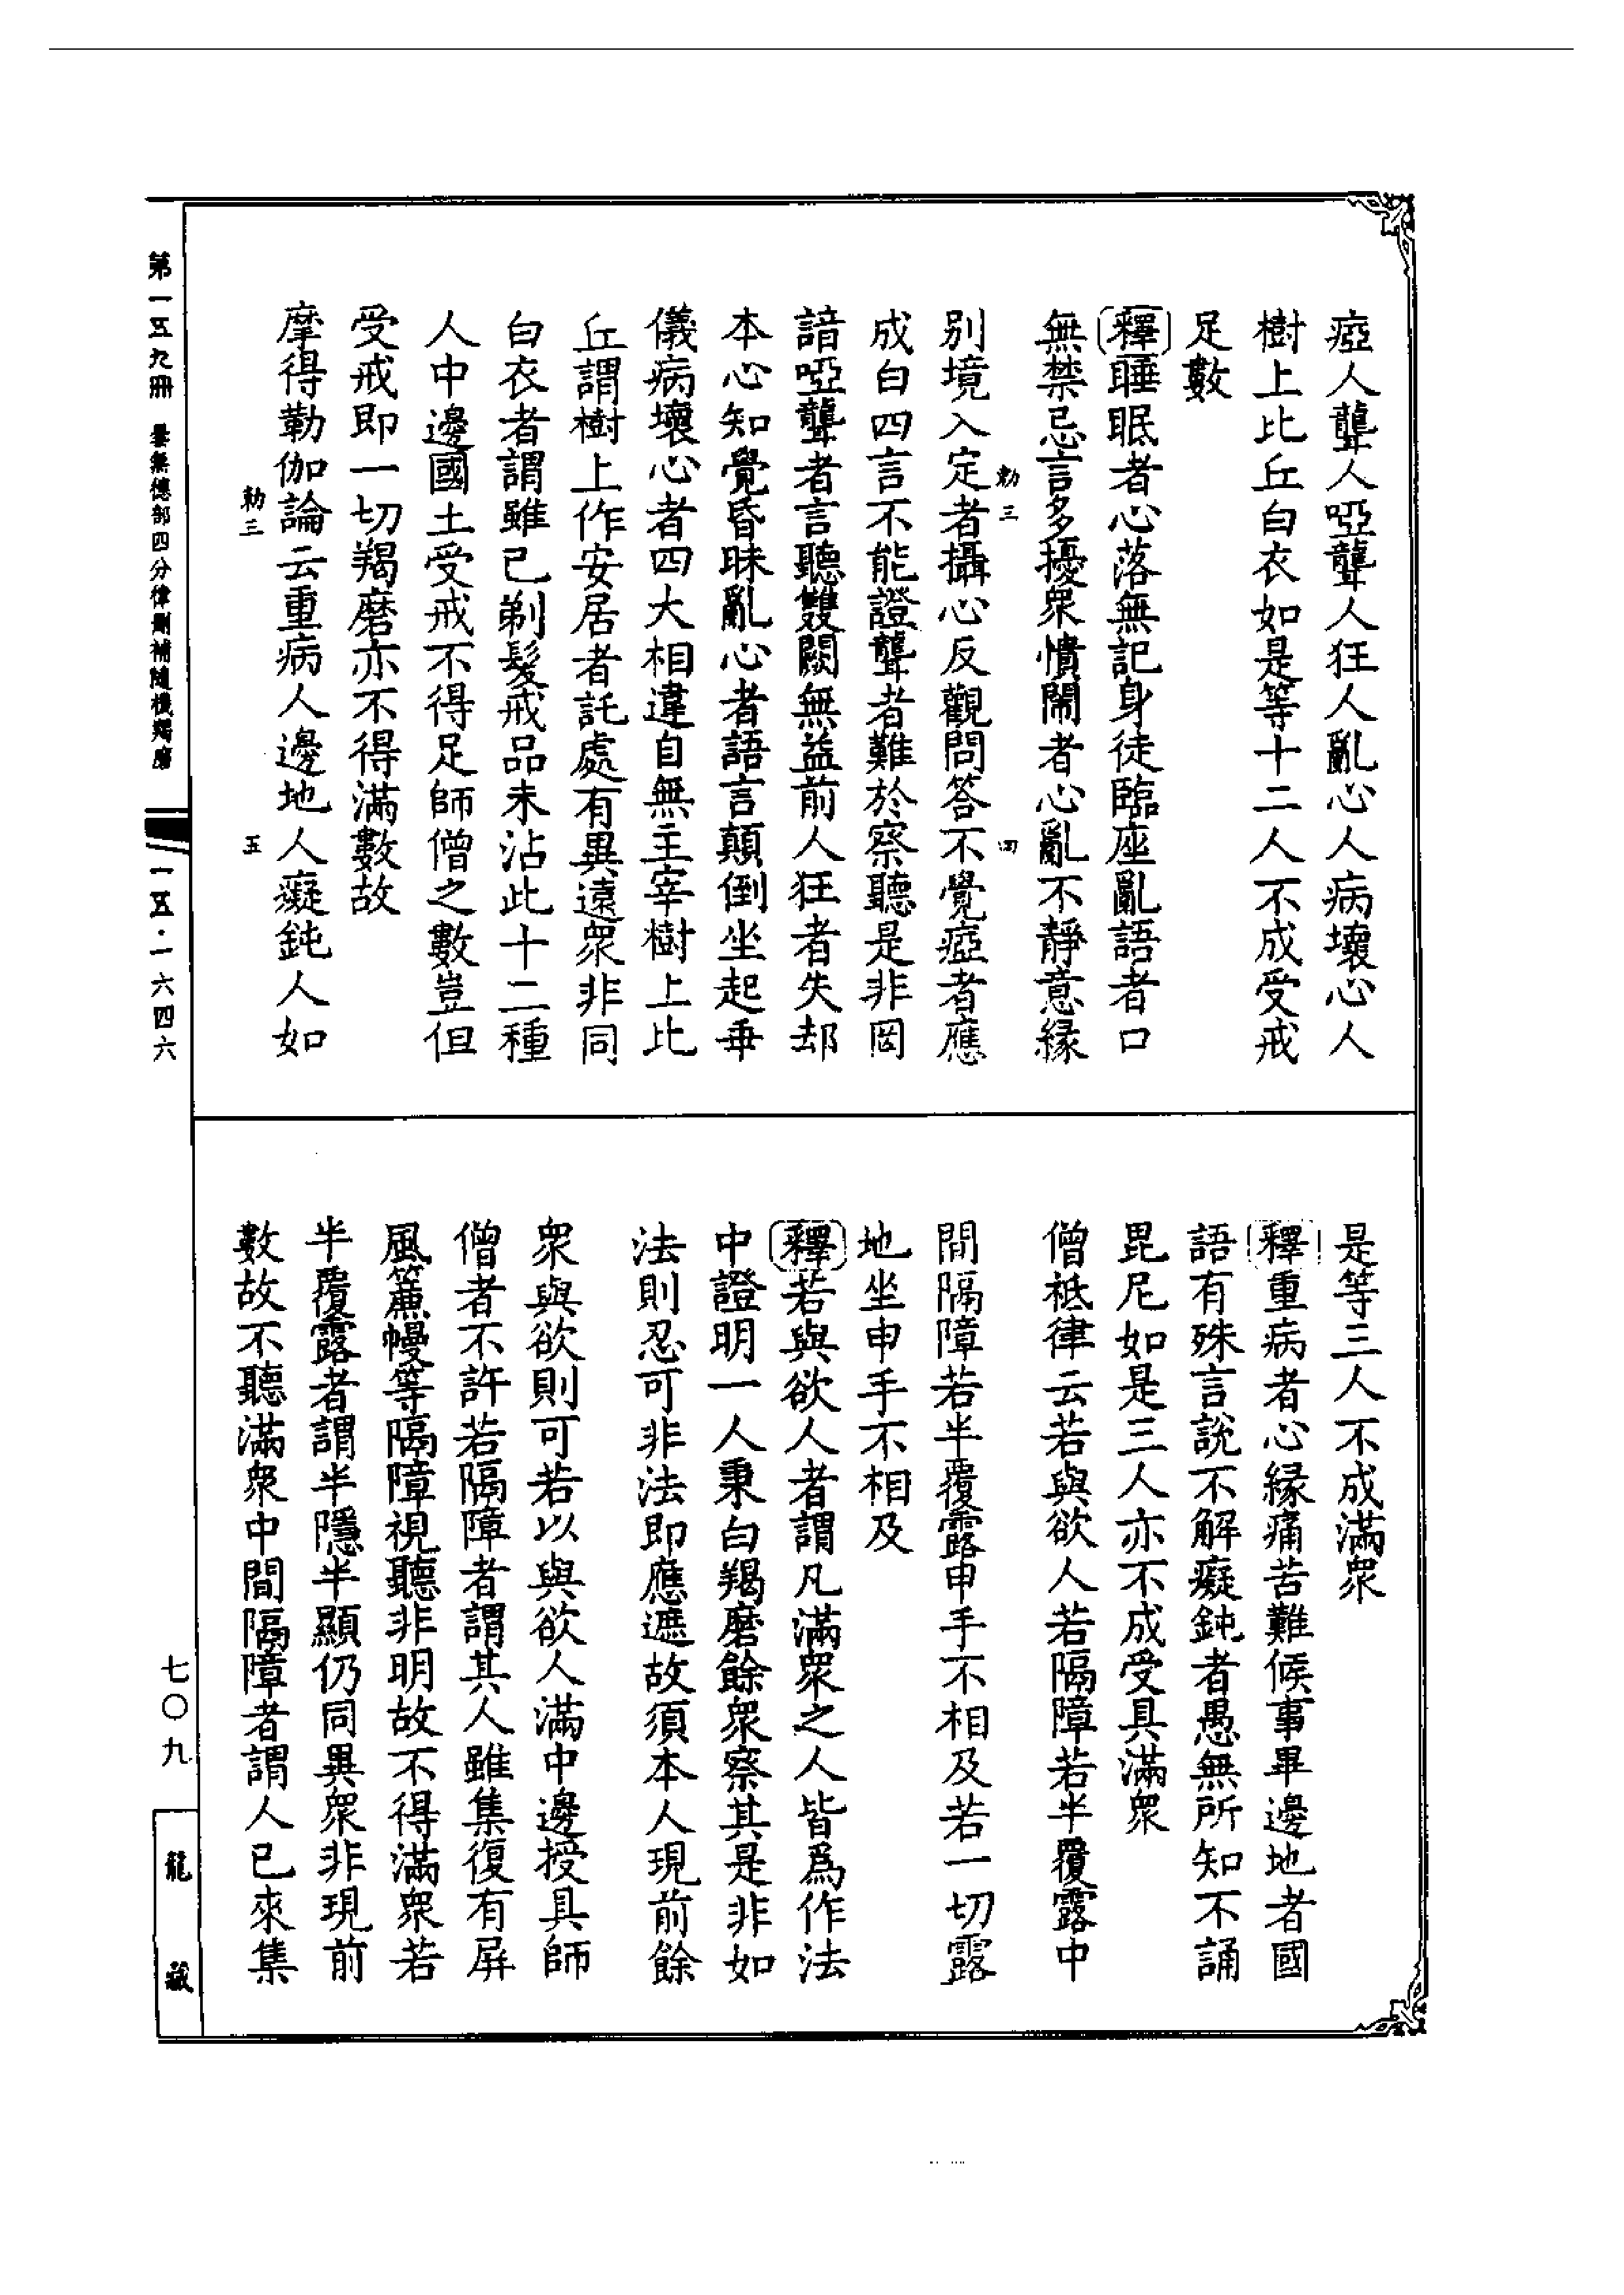 瘂人聾人啞聾人狂人亂心人病壞心人
樹上比丘白衣如是等十二人不成受戒
足數
釋睡眠者心落無記身徒臨座亂語者口
無禁忌言多擾衆憒閙者心亂不靜意緣
勅三 四
別境入定者攝心反觀問答不覺瘂者應
成白四言不能證聾者難於察聽是非罔
諳啞聾者言聽雙闕無益前人狂者失却
本心知覺昏昧亂心者語言顛倒坐起乖
儀病壞心者四大相違自無主宰樹上比
丘謂樹上作安居者託處有異遠衆非同
白衣者謂雖已剃髮戒品未沾此十二種
人中邊國土受戒不得足師僧之數豈但
受戒即一切羯磨亦不得滿數故
摩得勒伽論云重病人邊地人癡鈍人如
勅三 五
是等三人不成滿衆
釋重病者心緣痛苦難候事畢邊地者國
語有殊言說不解癡鈍者愚無所知不誦
毘尼如是三人亦不成受具滿衆
僧祇律云若與欲人若隔障若半覆露中
間隔障若半覆露申手不相及若一切露
地坐申手不相及
釋若與欲人者謂凡滿衆之人皆爲作法
中證明一人秉白羯磨餘衆察其是非如
法則忍可非法即應遮故須本人現前餘
衆與欲則可若以與欲人滿中邊授具師
僧者不許若隔障者謂其人雖集復有屏
風簾幔等隔障視聽非明故不得滿衆若
半覆露者謂半隱半顯仍同異衆非現前
數故不聽滿衆中間隔障者謂人已來集
第一五九冊 曇無德部四分律刪補隨機羯磨
一五·一六四六
七〇九
龍藏